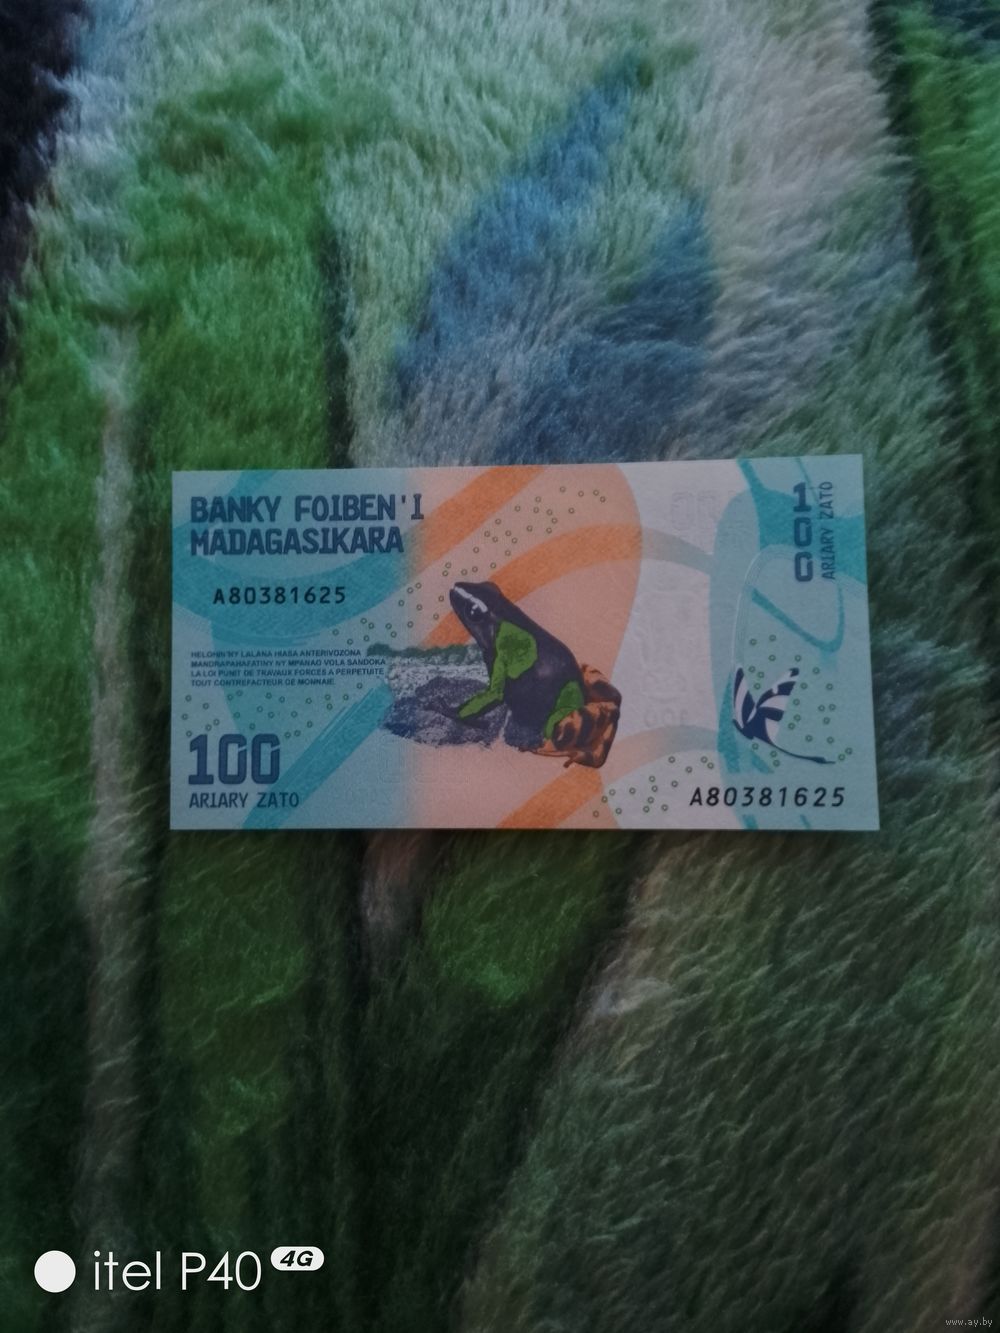 BANKY FOIBEN'I
MADAGASIKARA
A80381625
HELOHIN'NY LALANA HIASA ANTERIVOZONA
MANDRAPAHAFATINY NY MPANAO VOLA SANDOKA
LA LOI PUNIT DE TRAVAUX FORCES A PERPETUITE
TOUT CONTREFACTEUR DE MONNAIE.
100
ARIARY ZATO
100
ARIARY ZATO
A80381625
itel P40 4G
www.ay.by